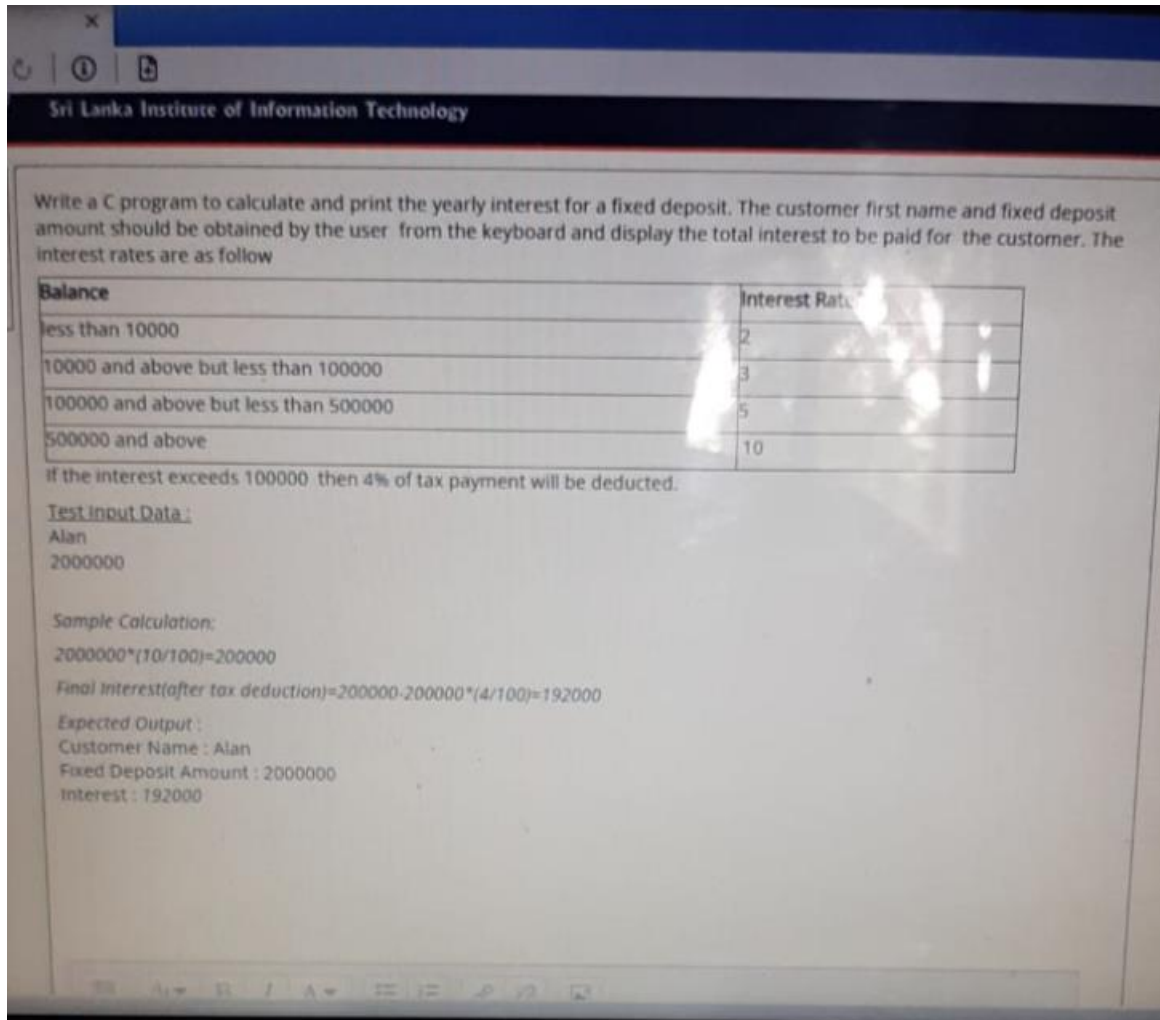 Sri Lanka Institute of Information Technology
Write a C program to calculate and print the yearly interest for a fixed deposit. The customer first name and fixed deposit
amount should be obtained by the user from the keyboard and display the total interest to be paid for the customer. The
interest rates are as follow
Balance Interest
less than 10000 2
10000 and above but less than 100000 3
100000 and above but less than 500000 5
500000 and above 10
If the interest exceeds 100000 then 4% of tax payment will be deducted.
Test Input Data :
Alan
2000000
Sample Calculation:
2000000*(10/100)=200000
Final Interest(after tax deduction)=200000-200000*(4/100)=192000
Expected Output :
Customer Name : Alan
Fixed Deposit Amount : 2000000
Interest : 192000